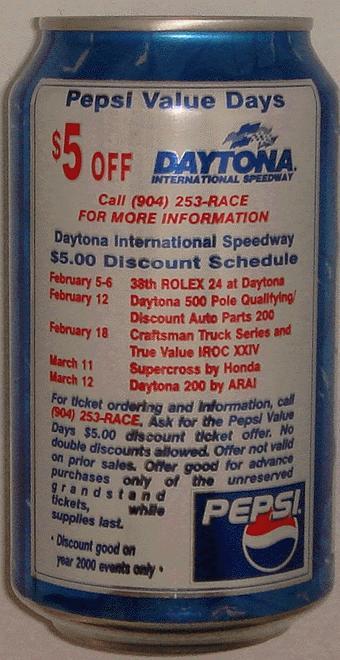 Pepsi Value Days
$5 OFF
DAYTONA
INTERNATIONAL SPEEDWAY
Call (904) 253-RACE
FOR MORE INFORMATION
Daytona International Speedway
$5.00 Discount Schedule
February 5-6 38th ROLEX 24 at Daytona
February 12 Daytona 500 Pole Qualifying/
Discount Auto Parts 200
February 18 Craftsman Truck Series and
True Value IROC XXIV
March 11 Supercross by Honda
March 12 Daytona 200 by ARAI
For ticket ordering and information, call
(904) 253-RACE. Ask for the Pepsi Value
Days $5.00 discount ticket offer. No
double discounts allowed. Offer not valid
on prior sales. Offer good for advance
purchases only of the unreserved
grandstand
tickets, while
supplies last.
• Discount good on
year 2000 events only •
PEPSI